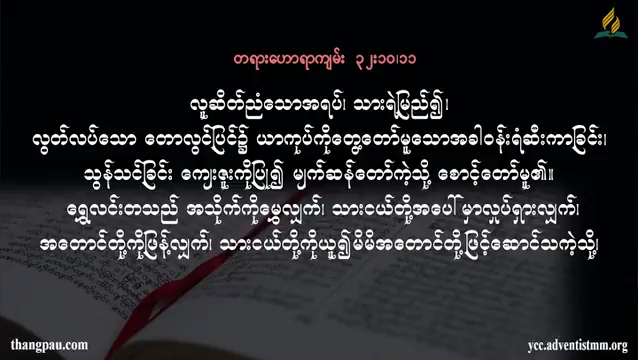 တရားဟောရာကျမ်း ၃၂:၁၀၊၁၁
လူဆိတ်ညံသောအရပ်၊ သားရဲမြည်၍၊
လွတ်လပ်သော တောလွင်ပြင်၌ ယာကုပ်ကိုတွေ့တော်မူသောအခါဝန်းရံဆီးကာခြင်း၊
သွန်သင်ခြင်း ကျေးဇူးကိုပြု၍ မျက်ဆန်တော်ကဲ့သို့ စောင့်တော်မူ၏။
ရွှေလင်းတသည် အသိုက်ကိုမွှေလျှက်၊ သားငယ်တို့အပေါ်မှာလှုပ်ရှားလျှက်၊
အတောင်တို့ကိုဖြန့်လျှက်၊ သားငယ်တို့ကိုယူ၍မိမိအတောင်တို့ဖြင့်ဆောင်သကဲ့သို့၊
thangpau.com
ycc.adventistmm.org